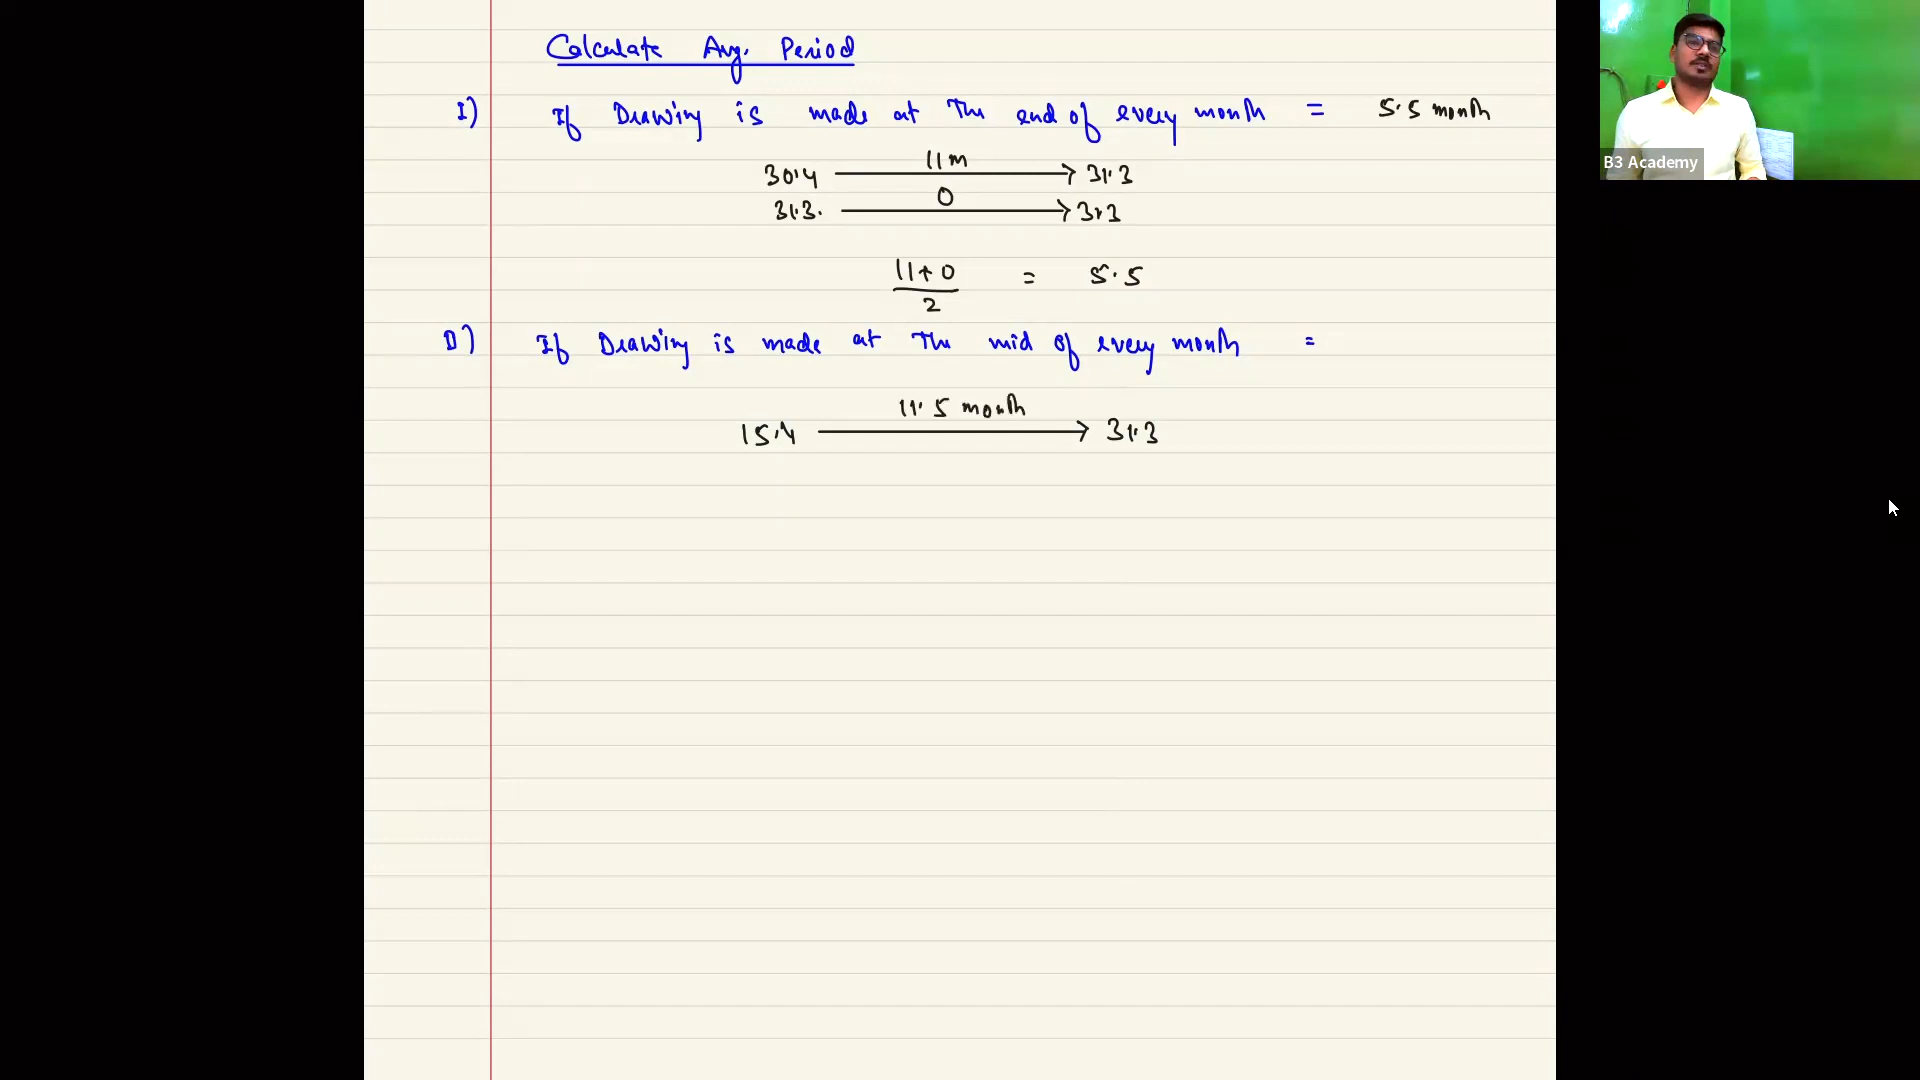 Calculate Avg. Period
I) If Drawing is made at the end of every month = 5.5 month
30.4 11m 31.3
31.3. 0 31.3
11+0
2
= 5.5
II) If Drawing is made at the mid of every month =
15.4 11.5 month 31.3
B3 Academy